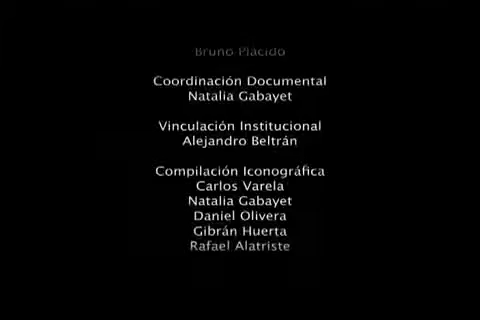 Bruno Plácido
Coordinación Documental
Natalia Gabayet
Vinculación Institucional
Alejandro Beltrán
Compilación Iconográfica
Carlos Varela
Natalia Gabayet
Daniel Olivera
Gibrán Huerta
Rafael Alatriste